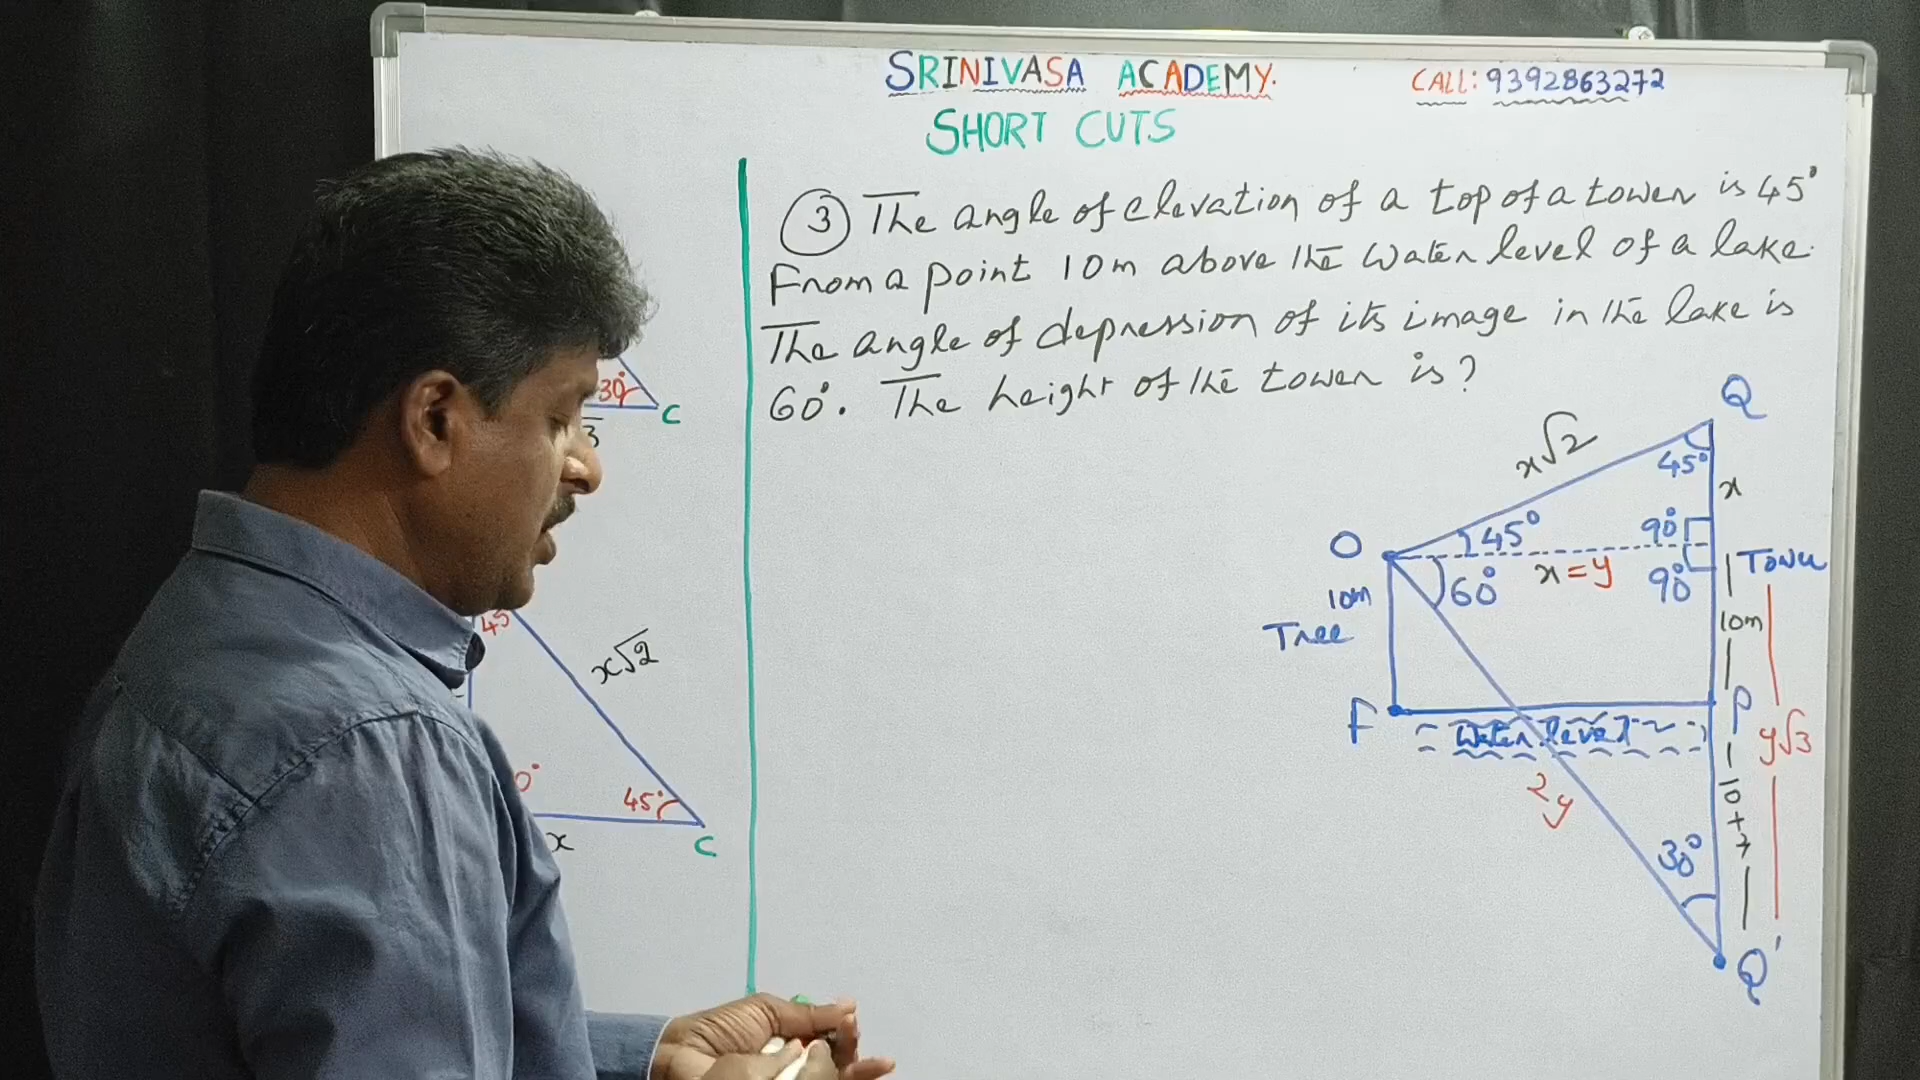 SRINIVASA ACADEMY.
CALL: 9392863272
SHORT CUTS
③ The angle of elevation of a top of a tower is 45°
From a point 10m above the water level of a lake.
The angle of depression of its image in the lake is
60°. The height of the tower is?
30°
C
3
45
x√2
0°
45°
x
C
Q
x√2
45°
x
O
45°
90°
Tower
x = y
60°
90°
10m
10m
Tree
F
P
Water level
y√3
2y
10+x
30°
Q'